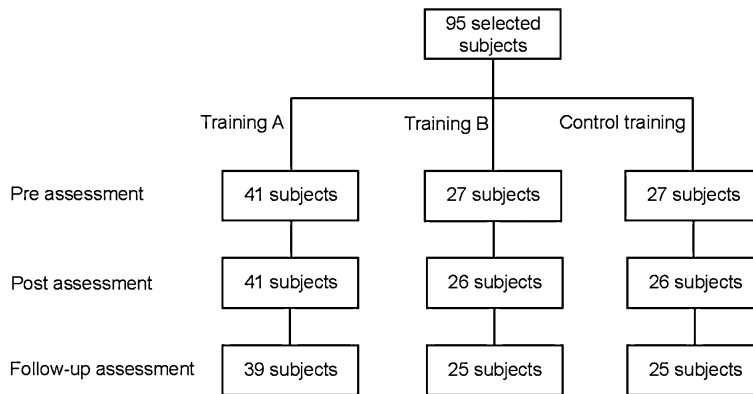 95 selected
subjects
Training A
Training B
Control training
Pre assessment
41 subjects
27 subjects
27 subjects
Post assessment
41 subjects
26 subjects
26 subjects
Follow-up assessment
39 subjects
25 subjects
25 subjects